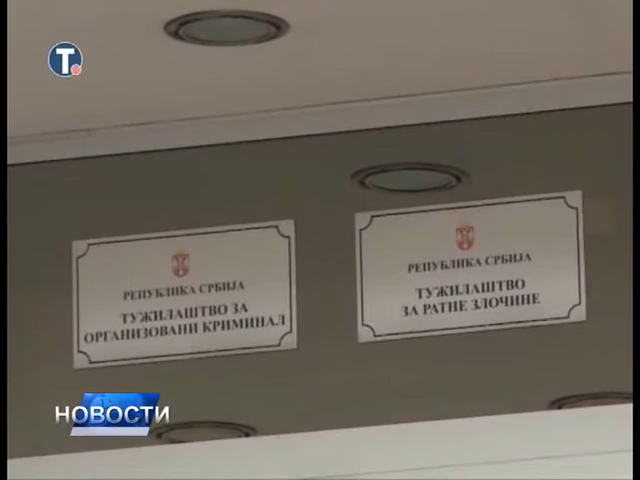 Т
РЕПУБЛИКА СРБИЈА
ТУЖИЛАШТВО ЗА
ОРГАНИЗОВАНИ КРИМИНАЛ
РЕПУБЛИКА СРБИЈА
ТУЖИЛАШТВО
ЗА РАТНЕ ЗЛОЧИНЕ
НОВОСТИ